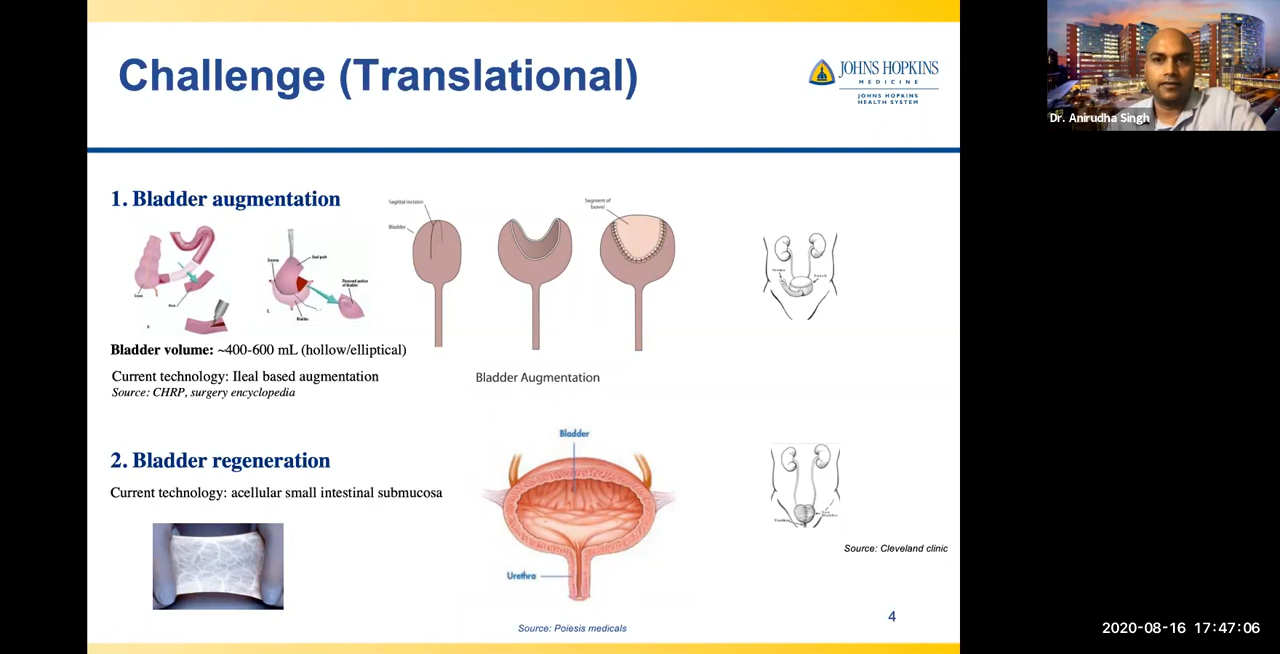 Challenge (Translational)
JOHNS HOPKINS
MEDICINE
JOHNS HOPKINS
HEALTH SYSTEM
Dr. Anirudha Singh
1. Bladder augmentation
Sagittal incision
Bladder
Segment of
bowel
Bladder volume: ~400-600 mL (hollow/elliptical)
Current technology: Ileal based augmentation
Source: CHRP, surgery encyclopedia
Bladder Augmentation
2. Bladder regeneration
Current technology: acellular small intestinal submucosa
Bladder
Urethra
Source: Cleveland clinic
Source: Poiesis medicals
4
2020-08-16 17:47:06